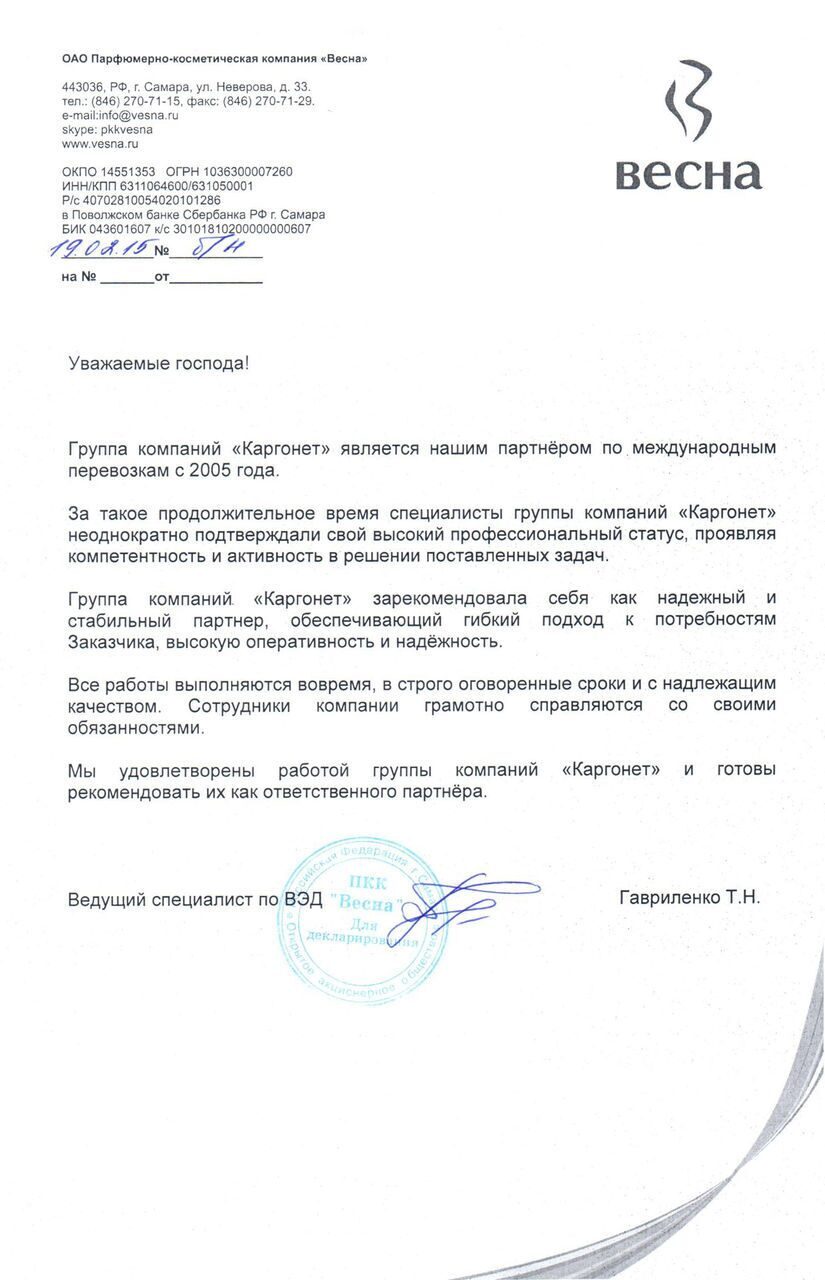 ОАО Парфюмерно-косметическая компания «Весна»
443036, РФ, г. Самара, ул. Неверова, д. 33.
тел.: (846) 270-71-15, факс: (846) 270-71-29.
e-mail:info@vesna.ru
skype: pkkvesna
www.vesna.ru
ОКПО 14551353 ОГРН 1036300007260
ИНН/КПП 6311064600/631050001
Р/с 40702810054020101286
в Поволжском банке Сбербанка РФ г. Самара
БИК 043601607 к/с 30101810200000000607
19.02.15 № б/н
на № _______от____________
весна
Уважаемые господа!
Группа компаний «Каргонет» является нашим партнёром по международным
перевозкам с 2005 года.
За такое продолжительное время специалисты группы компаний «Каргонет»
неоднократно подтверждали свой высокий профессиональный статус, проявляя
компетентность и активность в решении поставленных задач.
Группа компаний «Каргонет» зарекомендовала себя как надежный и
стабильный партнер, обеспечивающий гибкий подход к потребностям
Заказчика, высокую оперативность и надёжность.
Все работы выполняются вовремя, в строго оговоренные сроки и с надлежащим
качеством. Сотрудники компании грамотно справляются со своими
обязанностями.
Мы удовлетворены работой группы компаний «Каргонет» и готовы
рекомендовать их как ответственного партнёра.
Ведущий специалист по ВЭД
Гавриленко Т.Н.
Российская Федерация г. Самара
Открытое акционерное общество
ПКК
"Весна"
Для
декларирования